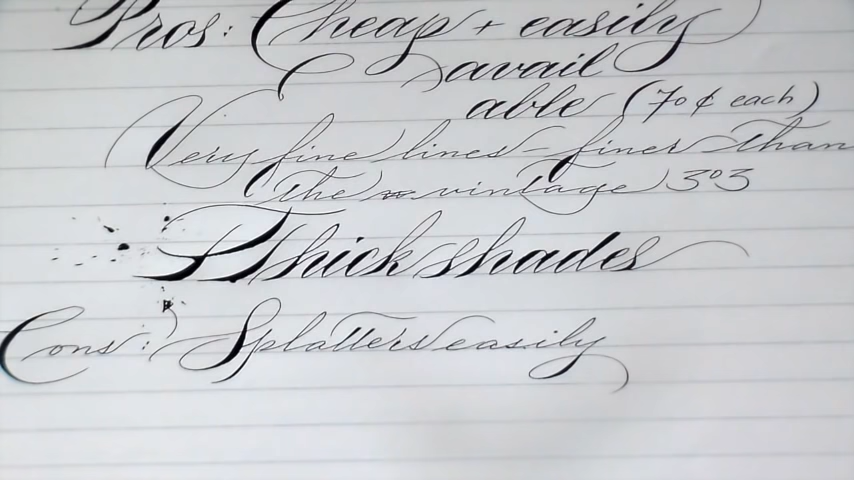 Pros: Cheap + easily
avail
able (70¢ each)
Very fine lines - finer than
the vintage 303
Thick shades
Cons: Splatters easily